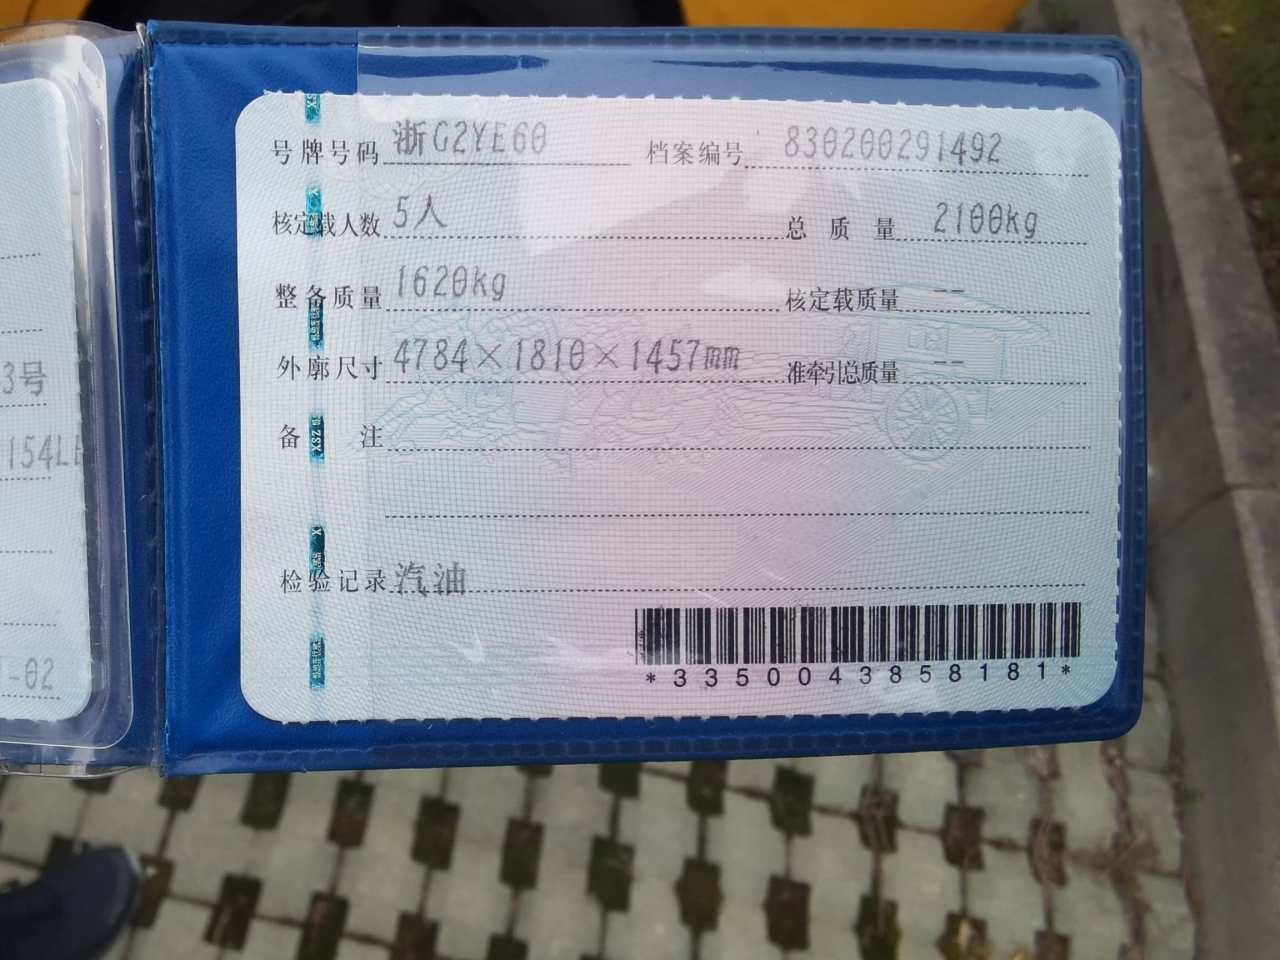 号牌号码 浙G2YE60 档案编号 830200291492
核定载人数 5人 总质量 2100kg
整备质量 1620kg 核定载质量 --
外廓尺寸 4784×1810×1457mm 准牵引总质量 --
备注
检验记录 汽油
*3350043858181*
3号
154L
-02
XSZ